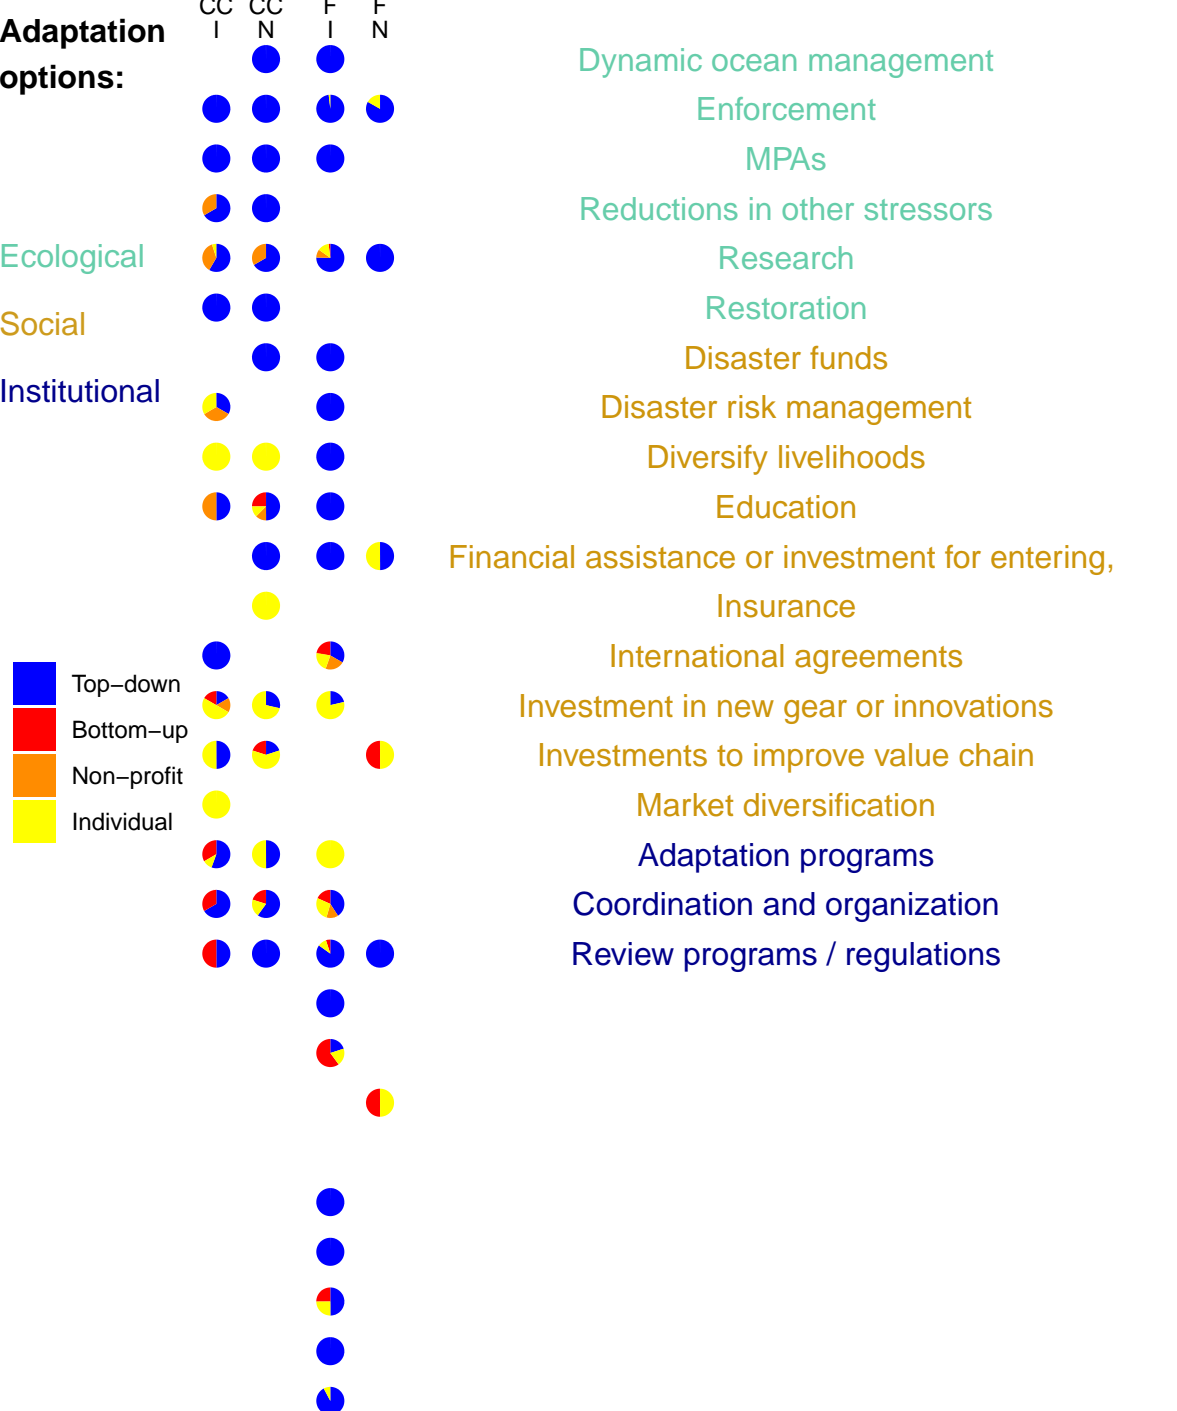 CC CC F F
Adaptation I N I N
options:
Dynamic ocean management
Enforcement
MPAs
Reductions in other stressors
Ecological
Research
Restoration
Social
Disaster funds
Institutional
Disaster risk management
Diversify livelihoods
Education
Financial assistance or investment for entering,
Insurance
International agreements
Top−down
Investment in new gear or innovations
Bottom−up
Investments to improve value chain
Non−profit
Market diversification
Individual
Adaptation programs
Coordination and organization
Review programs / regulations